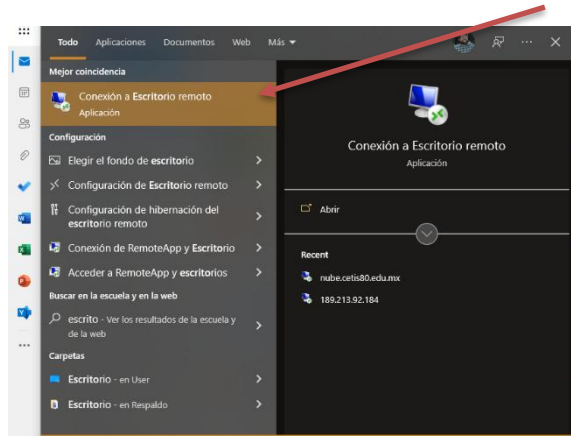 Todo Aplicaciones Documentos Web Más
Mejor coincidencia
Conexión a Escritorio remoto
Aplicación
Configuración
Elegir el fondo de escritorio
Configuración de Escritorio remoto
Configuración de hibernación del
escritorio remoto
Conexión de RemoteApp y Escritorio
Acceder a RemoteApp y escritorios
Buscar en la escuela y en la web
escrito - Ver los resultados de la escuela y
de la web
Carpetas
Escritorio - en User
Escritorio - en Respaldo
Conexión a Escritorio remoto
Aplicación
Abrir
Recent
nube.cetis80.edu.mx
189.213.92.184